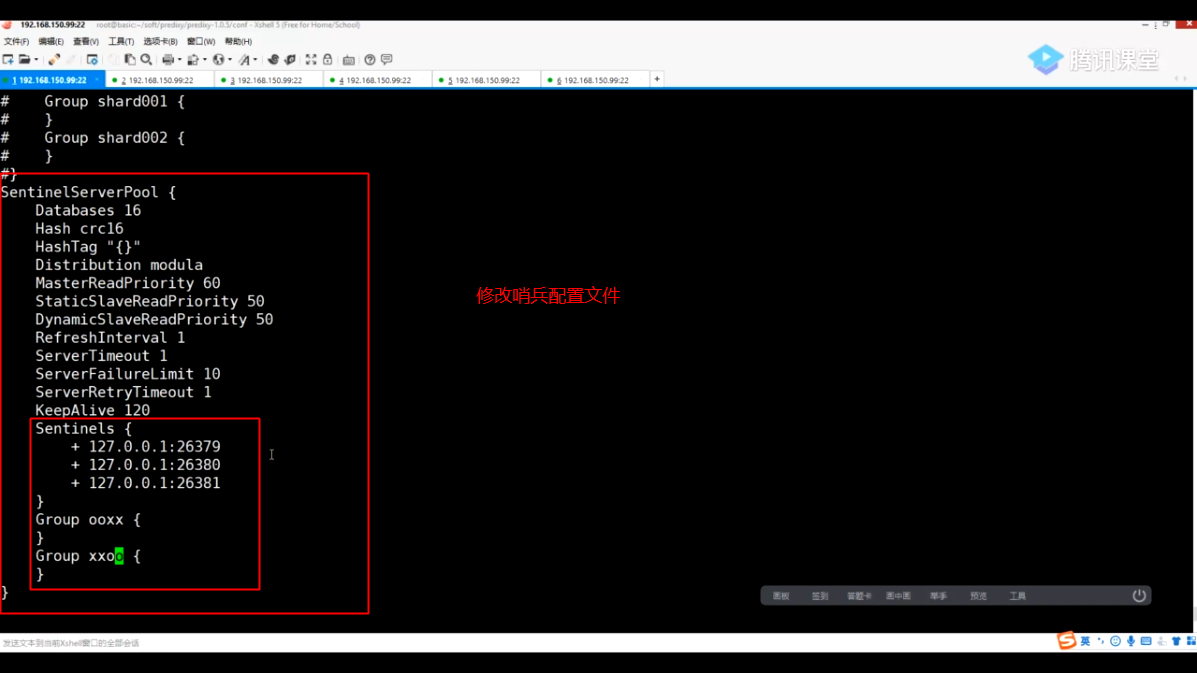 192.168.150.99:22 root@basic:~/soft/predixy/predixy-1.0.5/conf - Xshell 5 (Free for Home/School)
文件(F) 编辑(E) 查看(V) 工具(T) 选项卡(B) 窗口(W) 帮助(H)
腾讯课堂
1 192.168.150.99:22 2 192.168.150.99:22 3 192.168.150.99:22 4 192.168.150.99:22 5 192.168.150.99:22 6 192.168.150.99:22 +
# Group shard001 {
# }
# Group shard002 {
# }
#}
SentinelServerPool {
Databases 16
Hash crc16
HashTag "{}"
Distribution modula
MasterReadPriority 60
修改哨兵配置文件
StaticSlaveReadPriority 50
DynamicSlaveReadPriority 50
RefreshInterval 1
ServerTimeout 1
ServerFailureLimit 10
ServerRetryTimeout 1
KeepAlive 120
Sentinels {
+ 127.0.0.1:26379
+ 127.0.0.1:26380
+ 127.0.0.1:26381
}
Group ooxx {
}
Group xxoo {
}
}
画板 签到 答题卡 画中画 举手 预览 工具
发送文本到当前Xshell窗口的全部会话
英